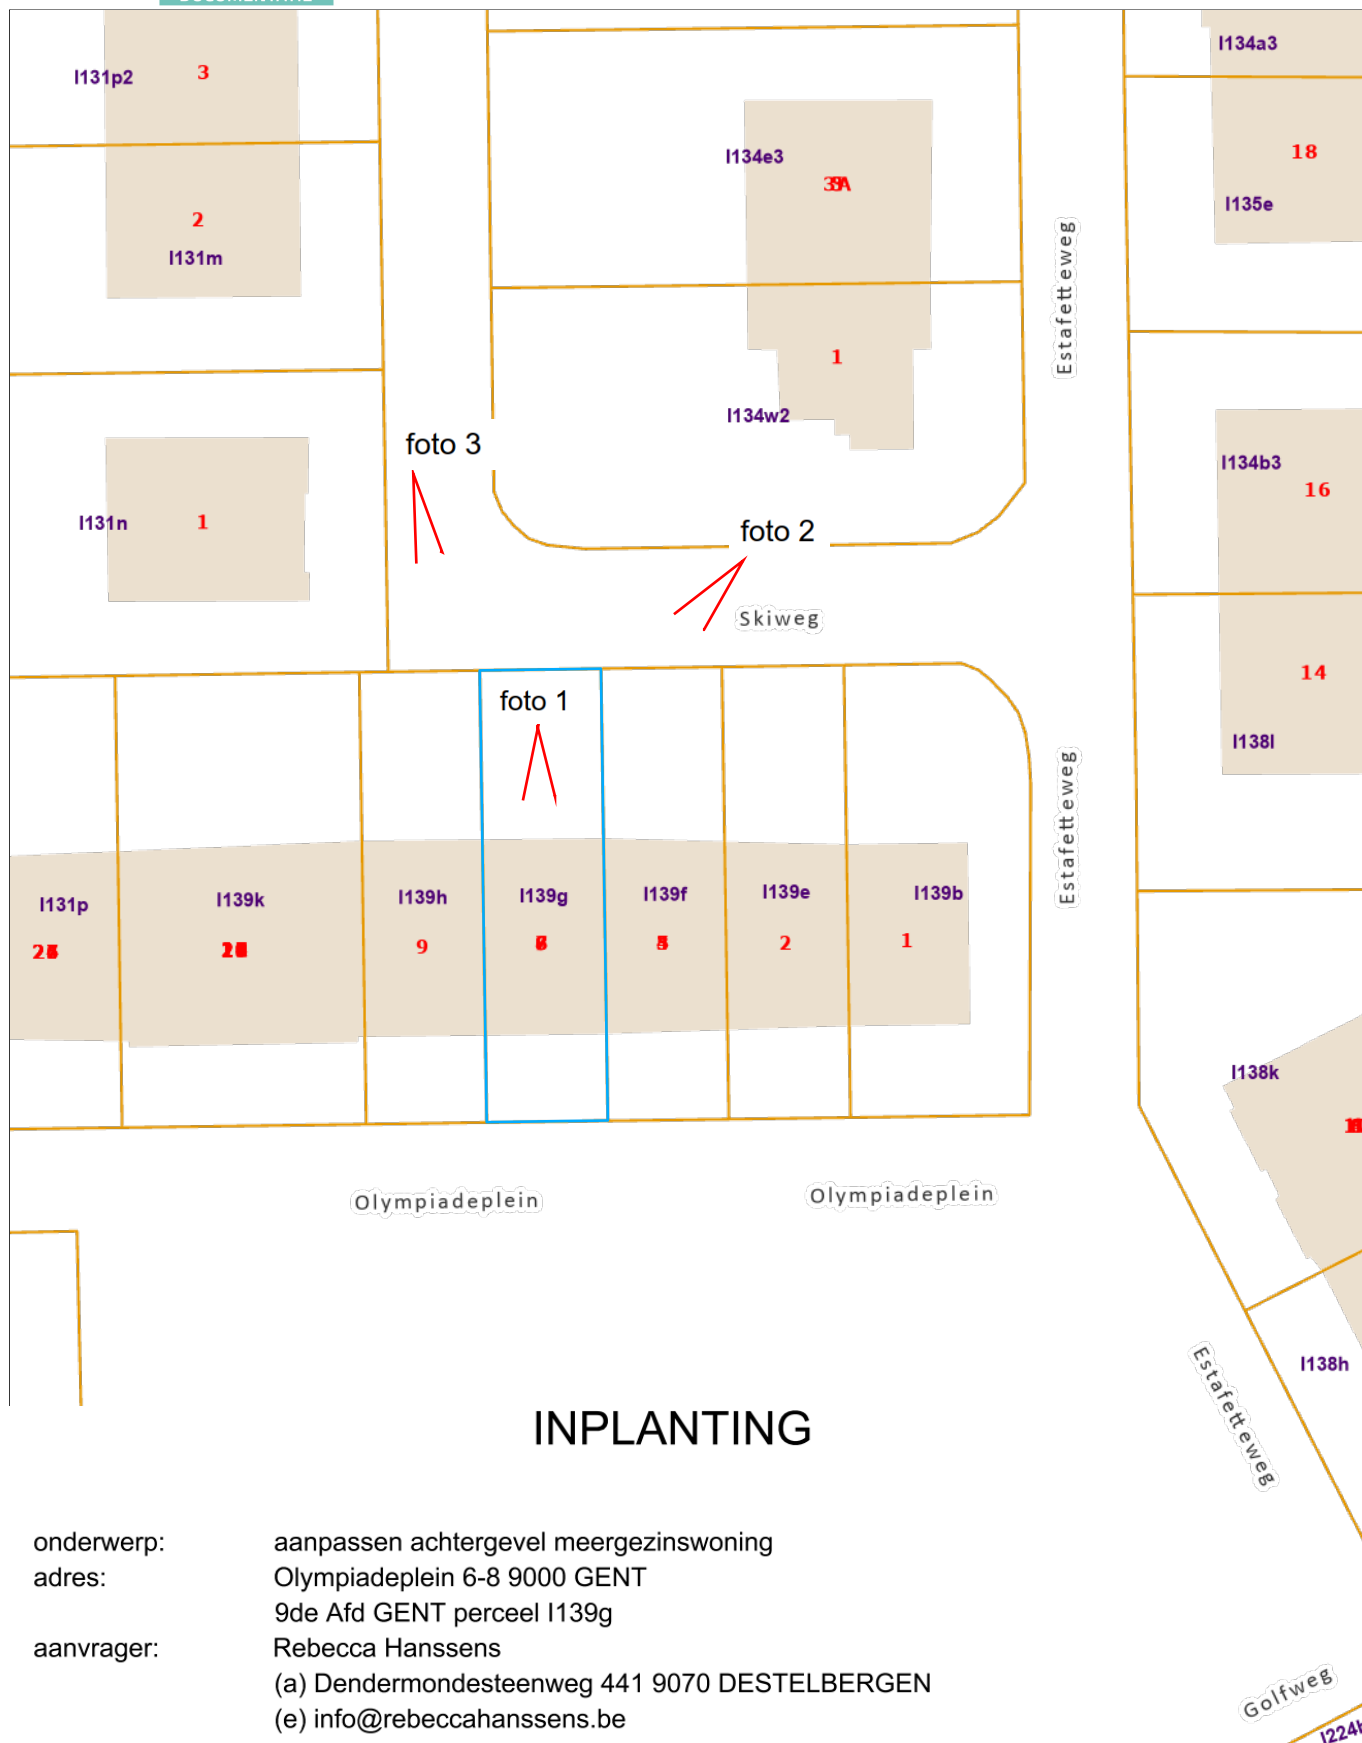 I131p2
3
I134a3
I134e3
18
I135e
2
I131m
Estafetteweg
1
I134w2
foto 3
I134b3
16
I131n
1
foto 2
Skiweg
14
foto 1
I138l
Estafetteweg
I131p
I139k
I139h
I139g
I139f
I139e
I139b
9
2
1
I138k
Olympiadeplein
Olympiadeplein
I138h
Estafetteweg
INPLANTING
onderwerp: aanpassen achtergevel meergezinswoning
adres: Olympiadeplein 6-8 9000 GENT
9de Afd GENT perceel I139g
aanvrager: Rebecca Hanssens
(a) Dendermondesteenweg 441 9070 DESTELBERGEN
(e) info@rebeccahanssens.be
Golfweg